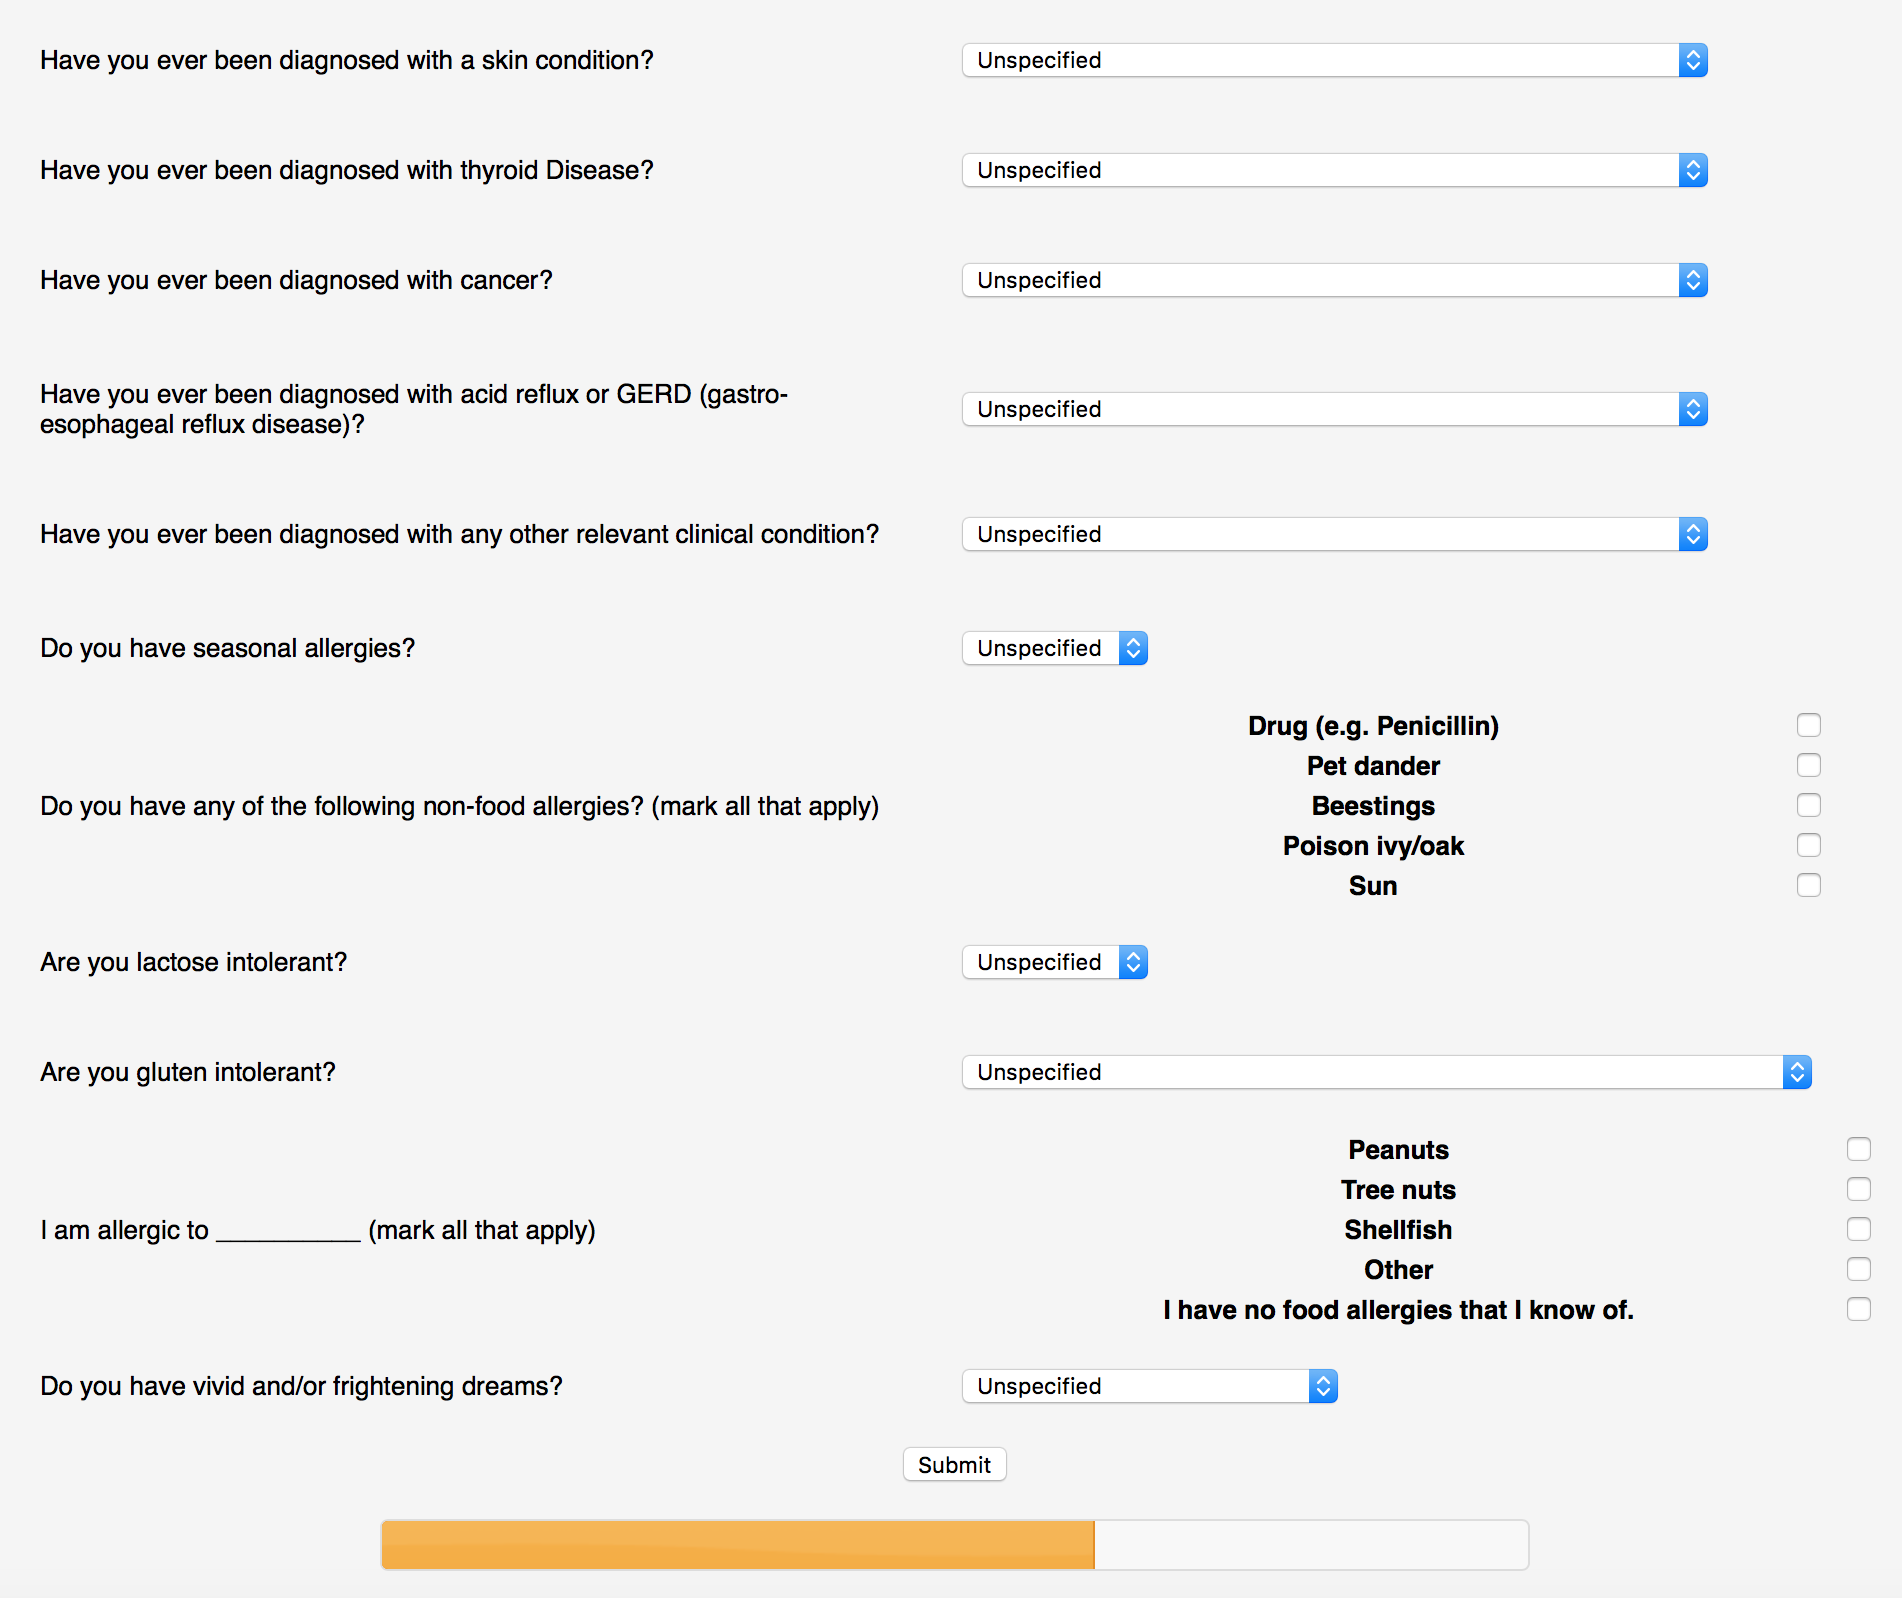 Have you ever been diagnosed with a skin condition? Unspecified
Have you ever been diagnosed with thyroid Disease? Unspecified
Have you ever been diagnosed with cancer? Unspecified
Have you ever been diagnosed with acid reflux or GERD (gastro-
esophageal reflux disease)?
Unspecified
Have you ever been diagnosed with any other relevant clinical condition? Unspecified
Do you have seasonal allergies? Unspecified
Do you have any of the following non-food allergies? (mark all that apply)
Drug (e.g. Penicillin)
Pet dander
Beestings
Poison ivy/oak
Sun
Are you lactose intolerant? Unspecified
Are you gluten intolerant? Unspecified
I am allergic to __________ (mark all that apply)
Peanuts
Tree nuts
Shellfish
Other
I have no food allergies that I know of.
Do you have vivid and/or frightening dreams? Unspecified
Submit